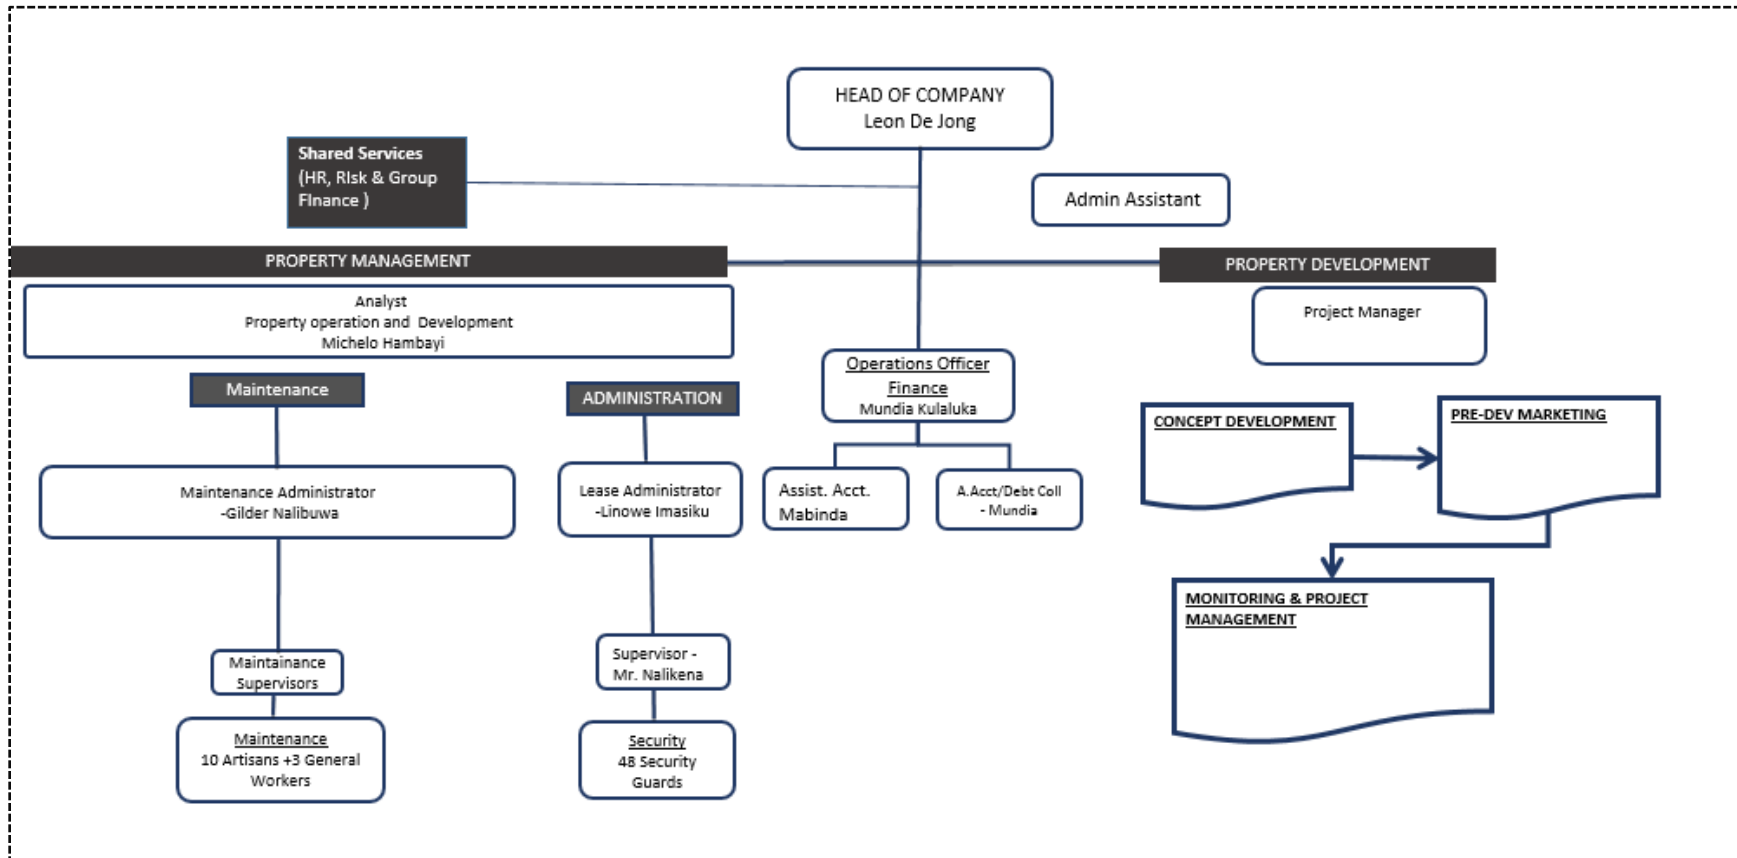 HEAD OF COMPANY
Leon De Jong
Shared Services
(HR, RIsk & Group
FInance )
Admin Assistant
PROPERTY MANAGEMENT
PROPERTY DEVELOPMENT
Analyst
Property operation and Development
Michelo Hambayi
Project Manager
Maintenance
ADMINISTRATION
Operations Officer
Finance
Mundia Kulaluka
CONCEPT DEVELOPMENT
PRE-DEV MARKETING
Maintenance Administrator
-Gilder Nalibuwa
Lease Administrator
-Linowe Imasiku
Assist. Acct.
Mabinda
A.Acct/Debt Coll
- Mundia
MONITORING & PROJECT
MANAGEMENT
Maintainance
Supervisors
Supervisor -
Mr. Nalikena
Maintenance
10 Artisans +3 General
Workers
Security
48 Security
Guards